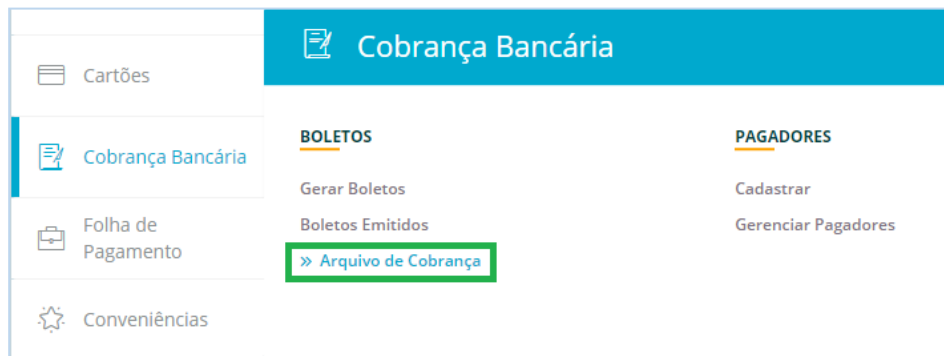 Cartões
Cobrança Bancária
Folha de
Pagamento
Conveniências
Cobrança Bancária
BOLETOS
Gerar Boletos
Boletos Emitidos
» Arquivo de Cobrança
PAGADORES
Cadastrar
Gerenciar Pagadores